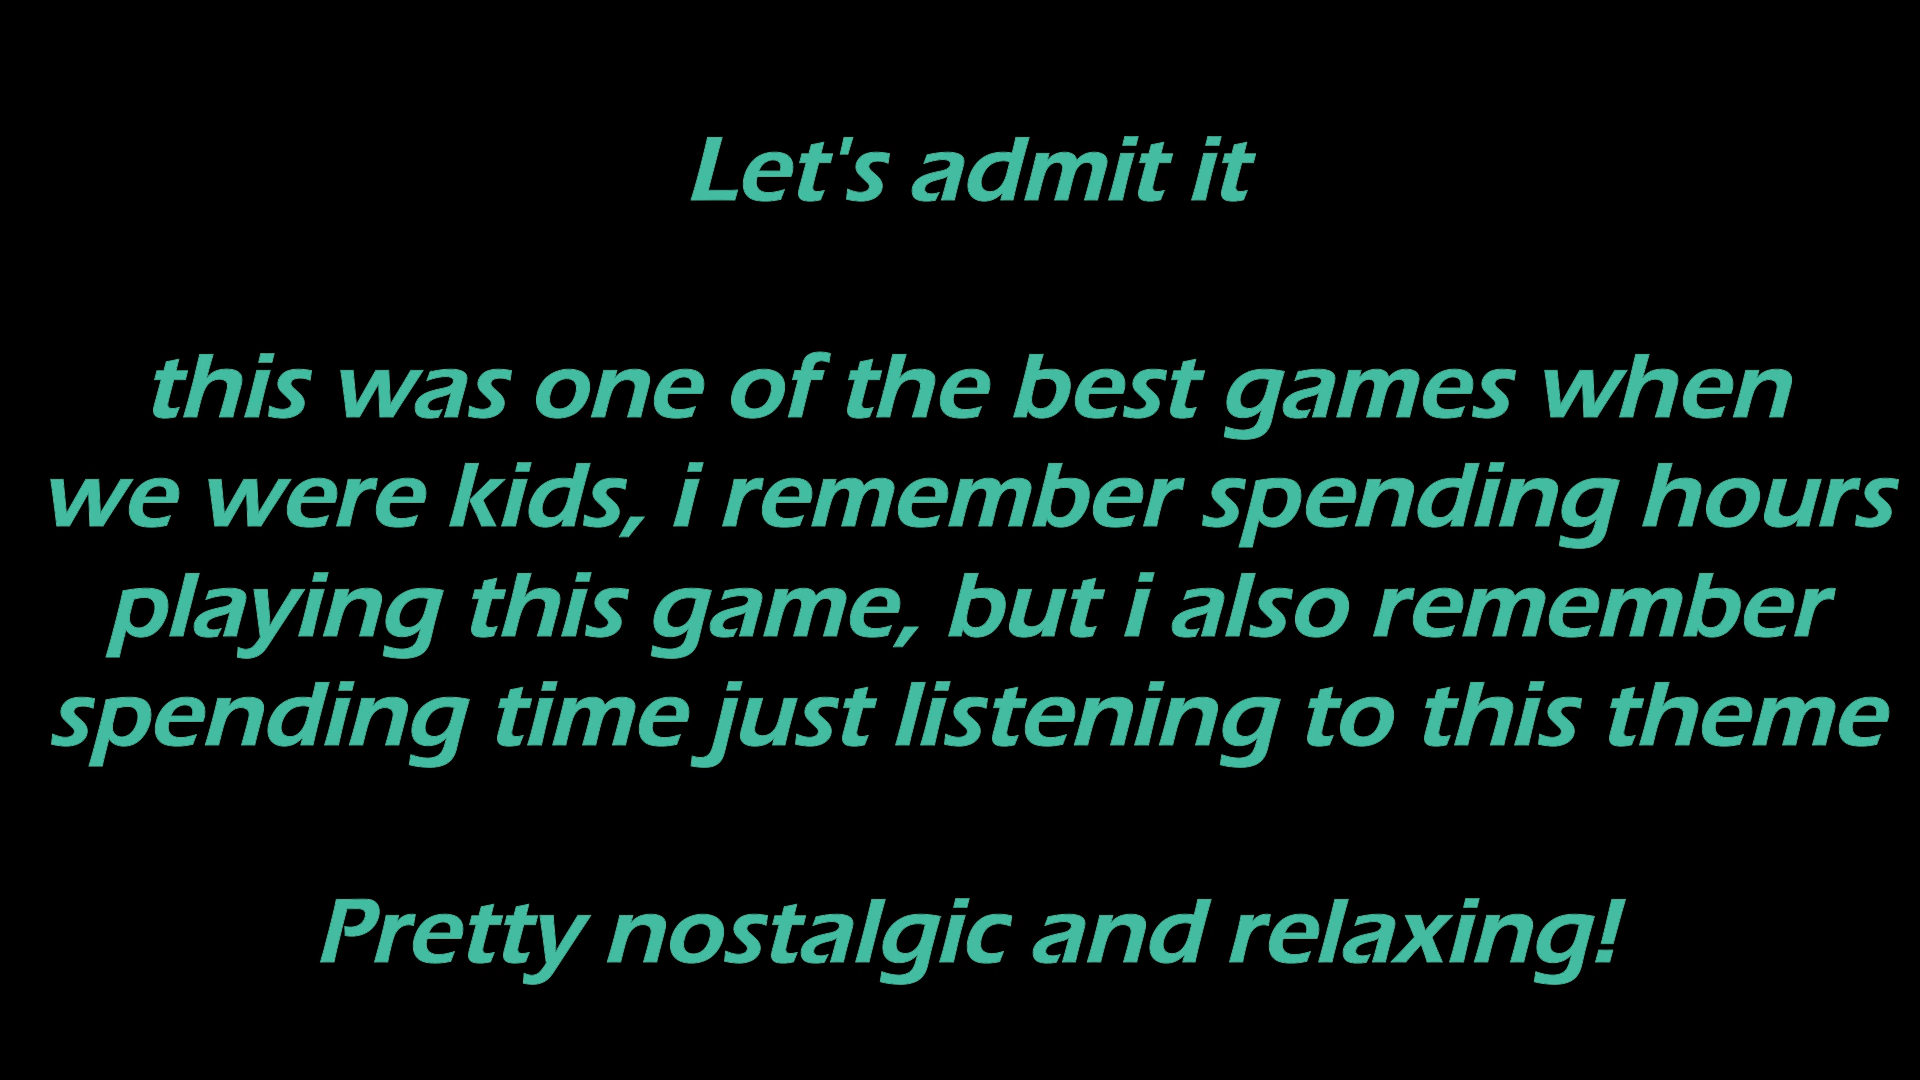 Let's admit it
this was one of the best games when
we were kids, i remember spending hours
playing this game, but i also remember
spending time just listening to this theme
Pretty nostalgic and relaxing!